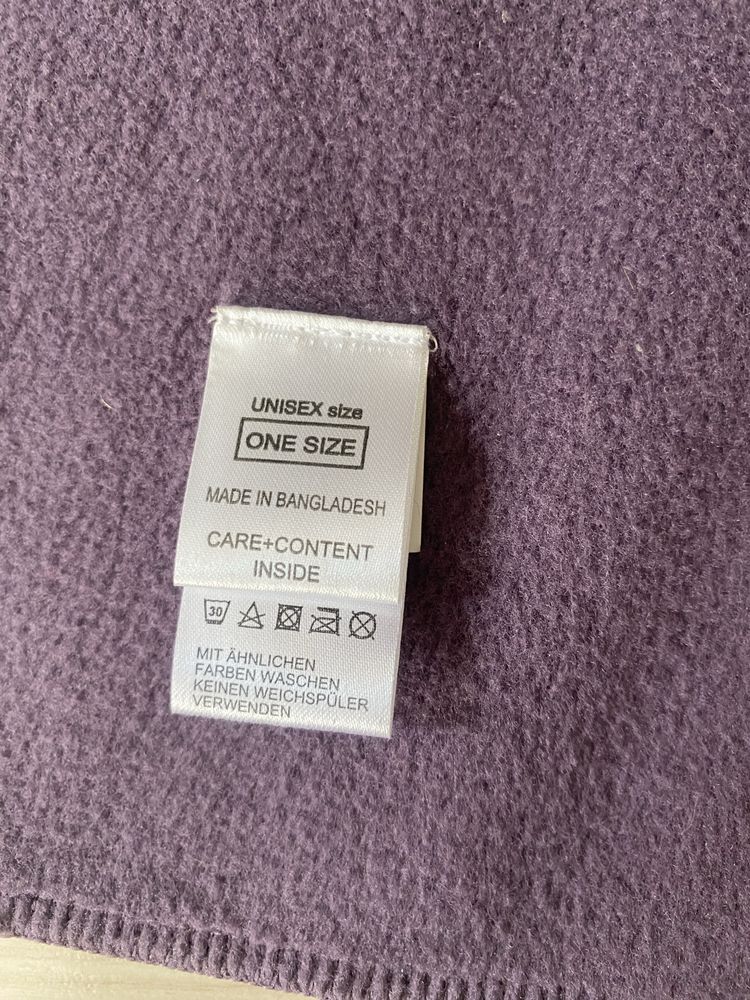 UNISEX size
ONE SIZE
MADE IN BANGLADESH
CARE+CONTENT
INSIDE
30
MIT ÄHNLICHEN
FARBEN WASCHEN
KEINEN WEICHSPÜLER
VERWENDEN